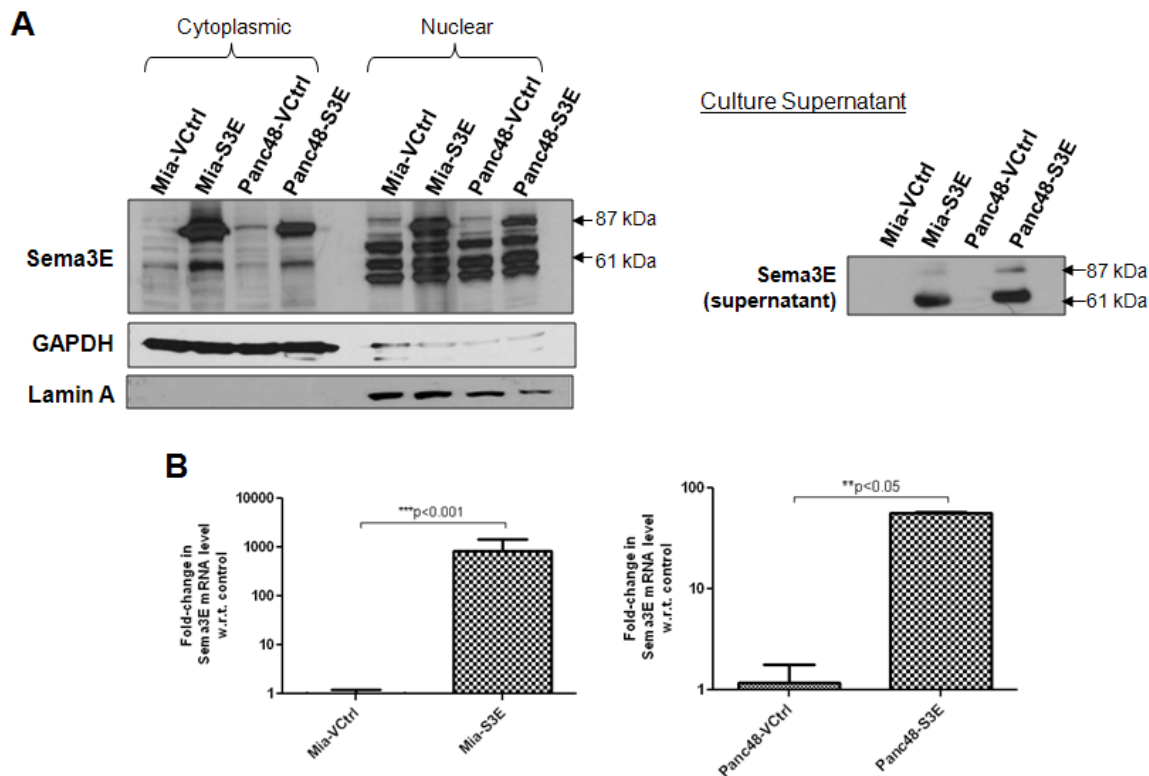 A
Cytoplasmic
Nuclear
Mia-VCtrl
Mia-S3E
Panc48-VCtrl
Panc48-S3E
Mia-VCtrl
Mia-S3E
Panc48-VCtrl
Panc48-S3E
Sema3E
87 kDa
61 kDa
GAPDH
Lamin A
Culture Supernatant
Mia-VCtrl
Mia-S3E
Panc48-VCtrl
Panc48-S3E
Sema3E
(supernatant)
87 kDa
61 kDa
B
Fold-change in
Sema3E mRNA level
w.r.t. control
10000
1000
100
10
1
***p<0.001
Mia-VCtrl
Mia-S3E
Fold-change in
Sema3E mRNA level
w.r.t. control
100
10
1
**p<0.05
Panc48-VCtrl
Panc48-S3E